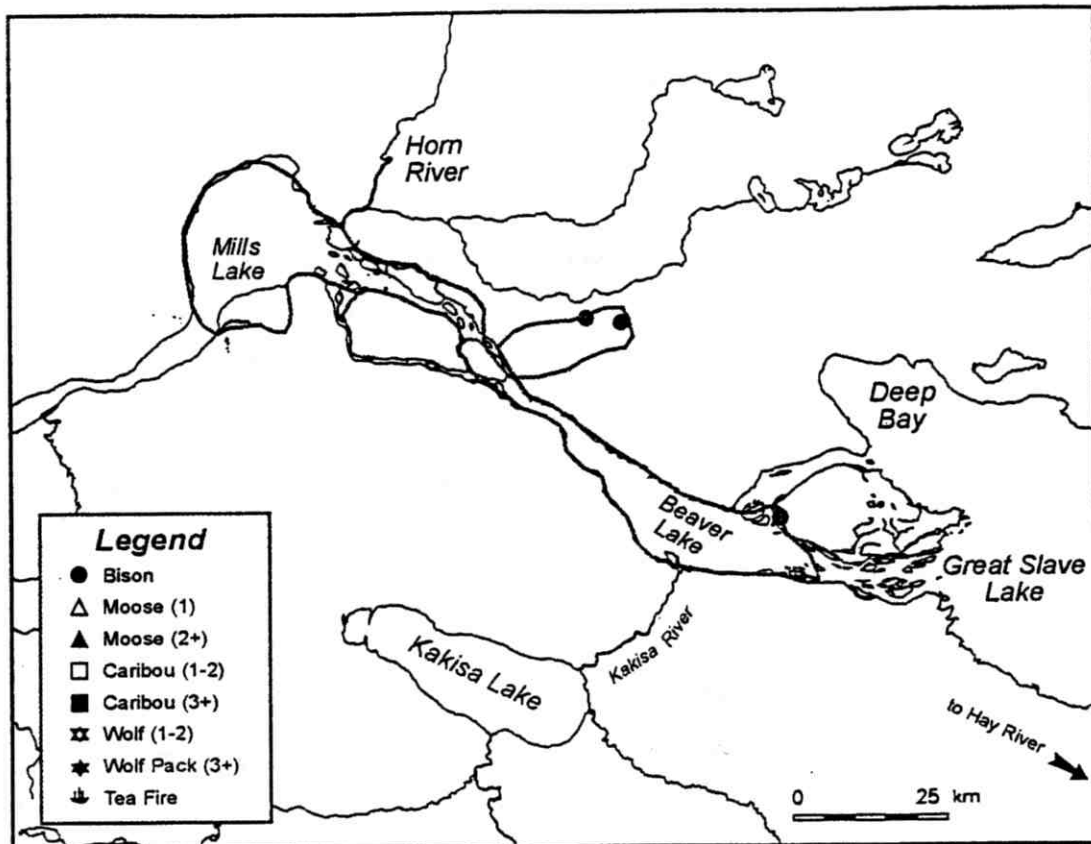 Horn
River
Mills
Lake
Deep
Bay
Beaver
Lake
Great Slave
Lake
Kakisa Lake
Kakisa River
to Hay River
0 25 km
Legend
Bison
Moose (1)
Moose (2+)
Caribou (1-2)
Caribou (3+)
Wolf (1-2)
Wolf Pack (3+)
Tea Fire